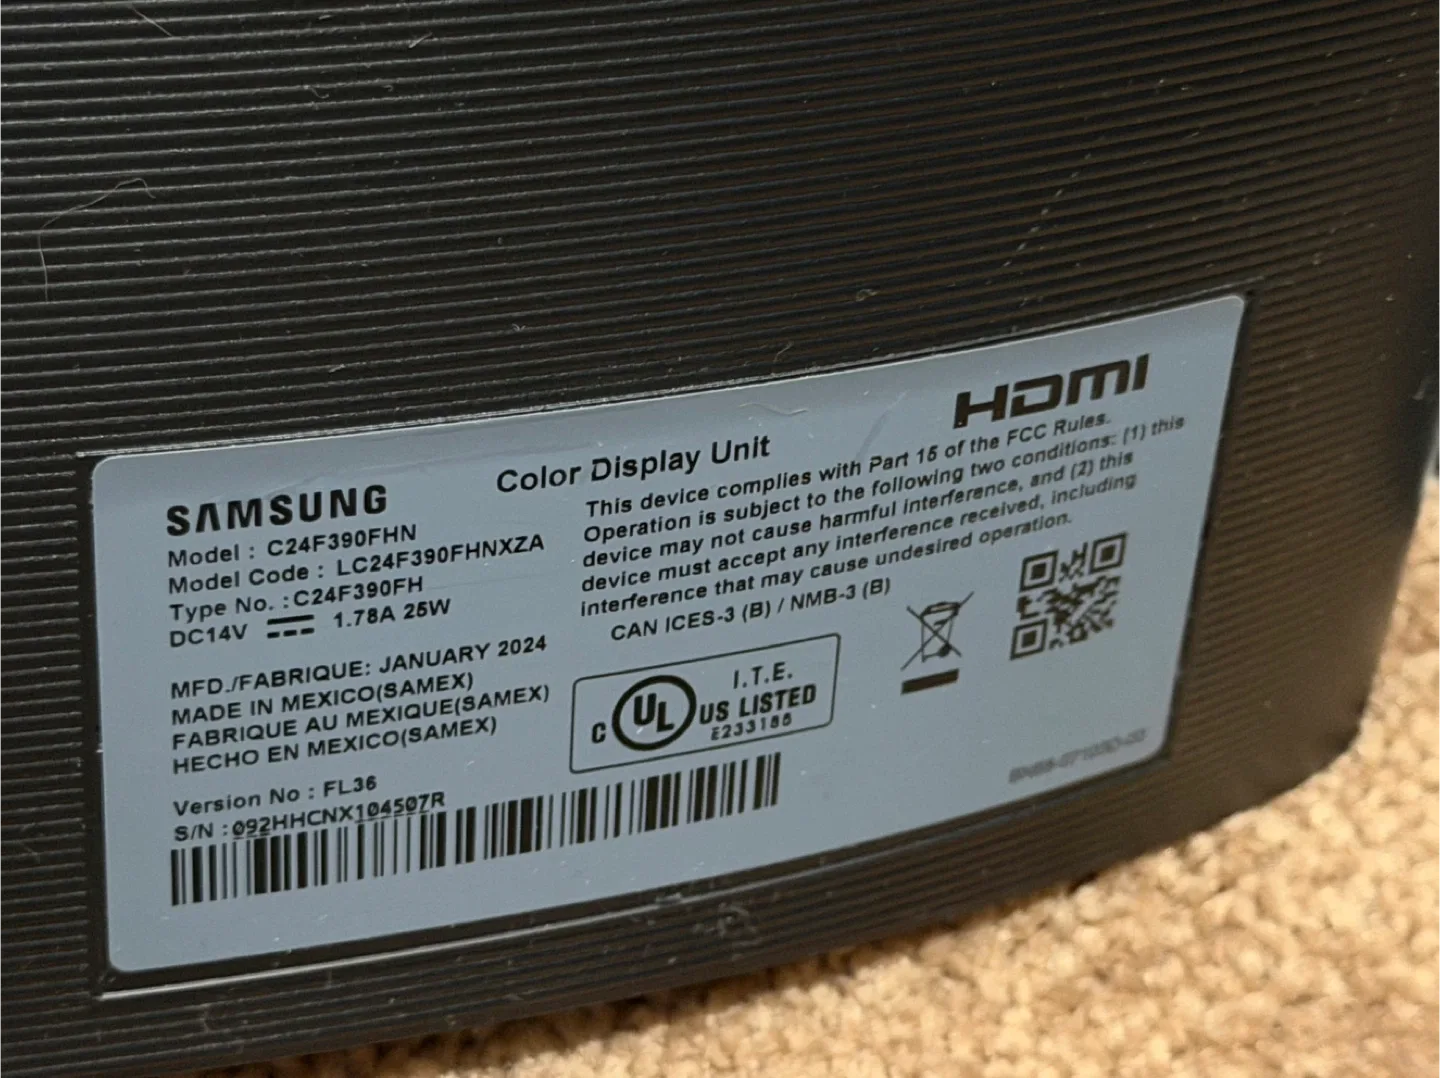 HDMI
Color Display Unit
SAMSUNG
Model : C24F390FHN
Model Code : LC24F390FHNXZA
Type No. :C24F390FH
DC14V 1.78A 25W
This device complies with Part 15 of the FCC Rules.
Operation is subject to the following two conditions: (1) this
device may not cause harmful interference, and (2) this
device must accept any interference received, including
interference that may cause undesired operation.
CAN ICES-3 (B) / NMB-3 (B)
MFD./FABRIQUE: JANUARY 2024
MADE IN MEXICO(SAMEX)
FABRIQUE AU MEXIQUE(SAMEX)
HECHO EN MEXICO(SAMEX)
C UL US LISTED
I.T.E.
E233185
Version No : FL36
S/N :092HHCNX104507R